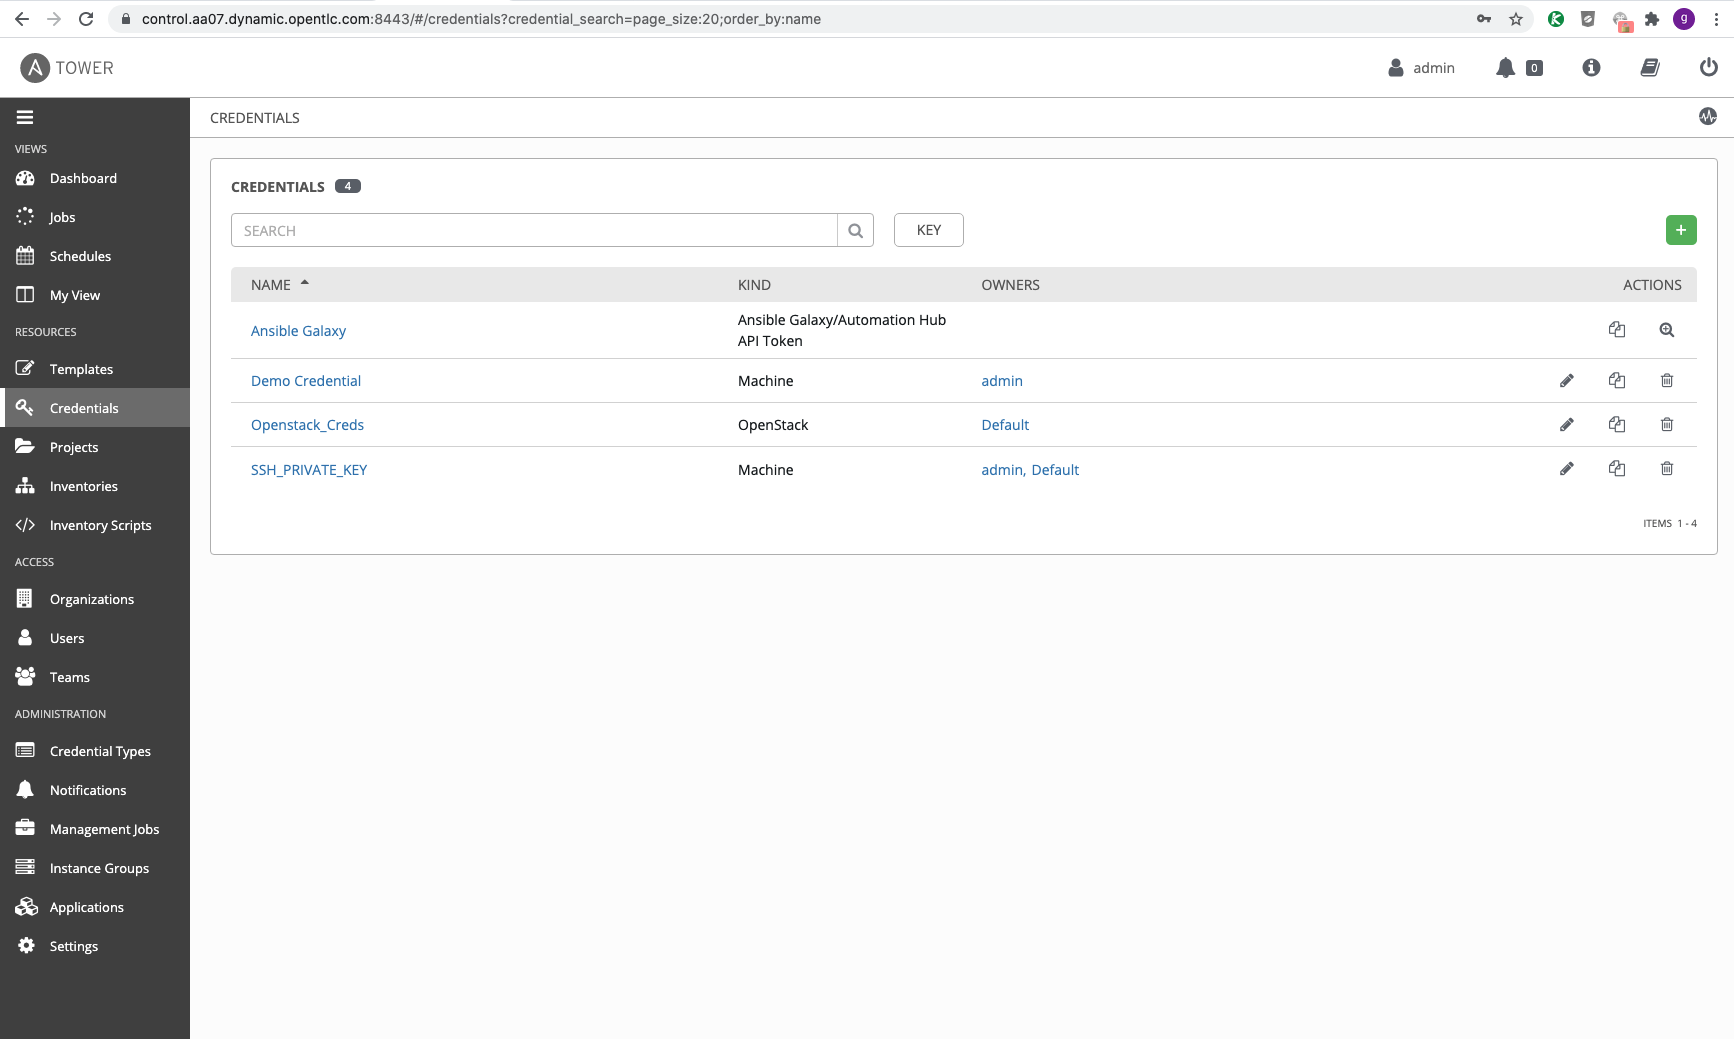 control.aa07.dynamic.opentlc.com:8443/#/credentials?credential_search=page_size:20;order_by:name
g
TOWER
admin
0
CREDENTIALS
VIEWS
Dashboard
Jobs
Schedules
My View
RESOURCES
Templates
Credentials
Projects
Inventories
Inventory Scripts
ACCESS
Organizations
Users
Teams
ADMINISTRATION
Credential Types
Notifications
Management Jobs
Instance Groups
Applications
Settings
CREDENTIALS 4
SEARCH
KEY
+
NAME KIND OWNERS ACTIONS
Ansible Galaxy Ansible Galaxy/Automation Hub
API Token
Demo Credential Machine admin
Openstack_Creds OpenStack Default
SSH_PRIVATE_KEY Machine admin, Default
ITEMS 1 - 4